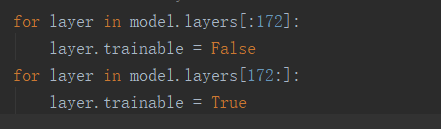 for layer in model.layers[:172]:
    layer.trainable = False
for layer in model.layers[172:]:
    layer.trainable = True